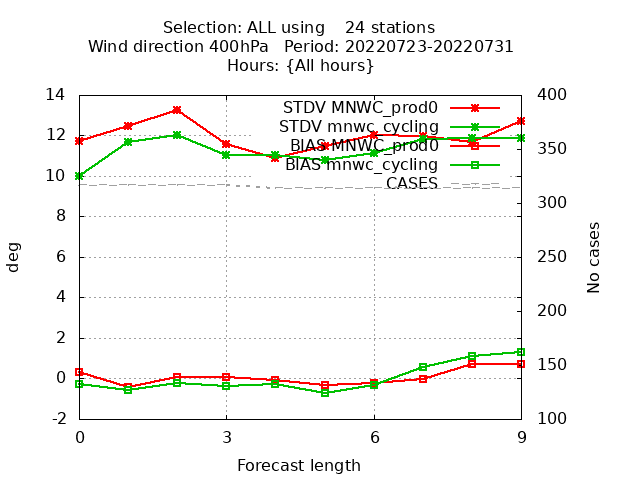 Selection: ALL using    24 stations
Wind direction 400hPa   Period: 20220723-20220731
Hours: {All hours}
14
12
10
8
6
4
2
0
-2
deg
400
350
300
250
200
150
100
No cases
STDV MNWC_prod0
STDV mnwc_cycling
BIAS MNWC_prod0
BIAS mnwc_cycling
CASES
0
3
6
9
Forecast length